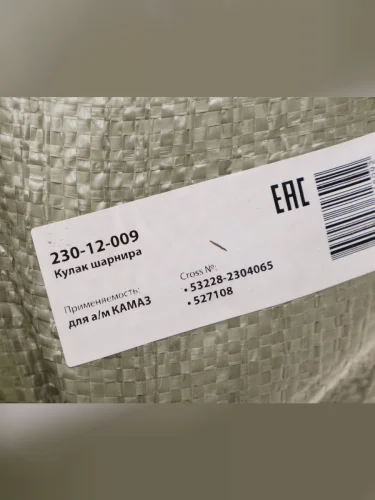 230-12-009
Кулак шарнира
Применяемость:
для а/м КАМАЗ
Cross №:
• 53228-2304065
• 527108
EAC